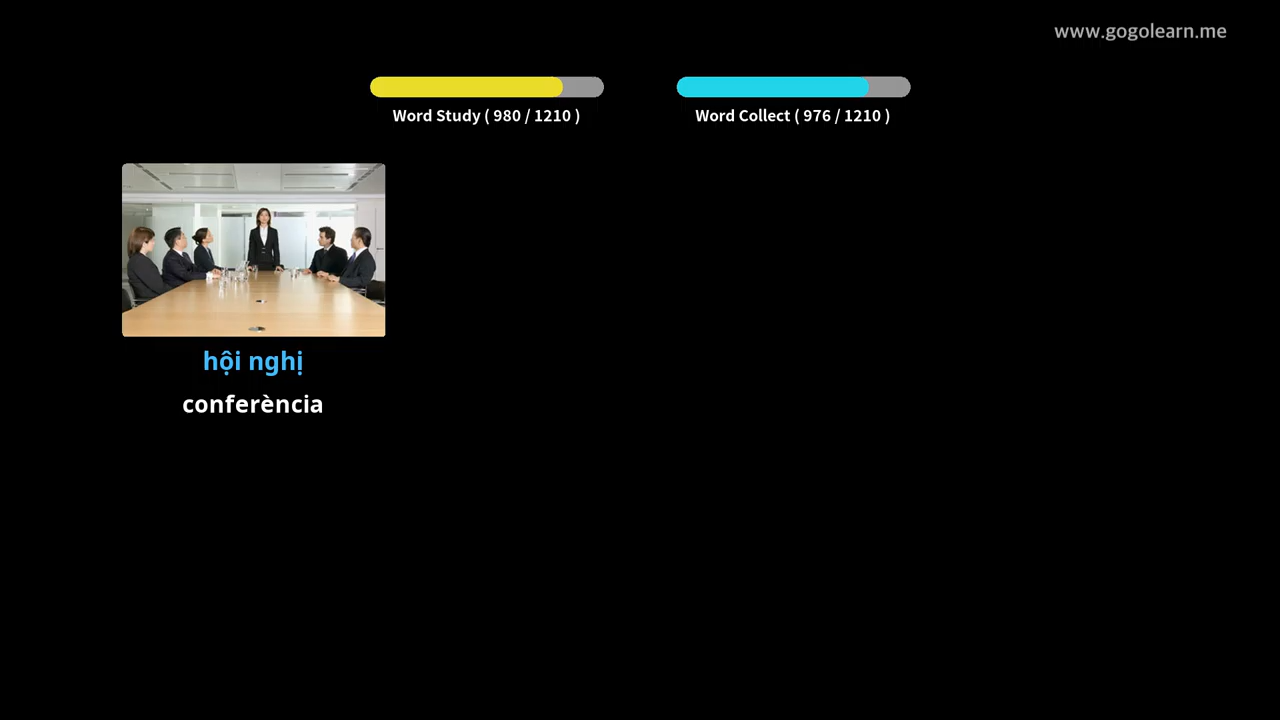 www.gogolearn.me
Word Study ( 980 / 1210 )
Word Collect ( 976 / 1210 )
hội nghị
conferència